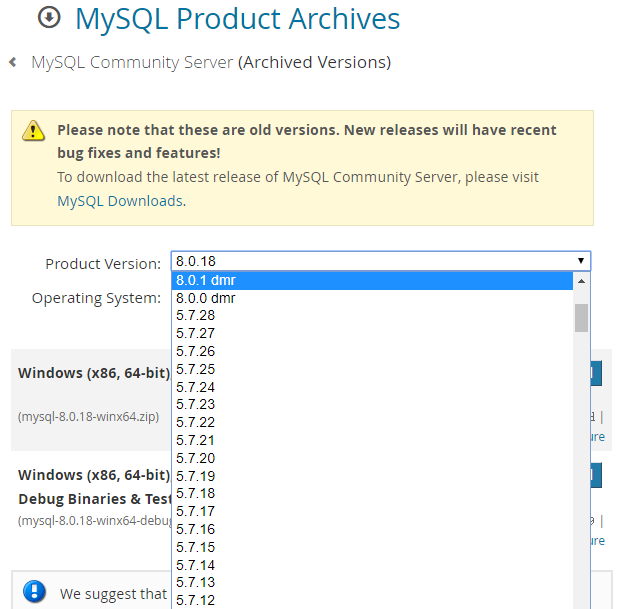 MySQL Product Archives
MySQL Community Server (Archived Versions)
Please note that these are old versions. New releases will have recent
bug fixes and features!
To download the latest release of MySQL Community Server, please visit
MySQL Downloads.
Product Version: 8.0.18
8.0.1 dmr
Operating System: 8.0.0 dmr
5.7.28
5.7.27
5.7.26
Windows (x86, 64-bit) 5.7.25
5.7.24
5.7.23
(mysql-8.0.18-winx64.zip) 5.7.22
5.7.21
ure
5.7.20
Windows (x86, 64-bit) 5.7.19
5.7.18
Debug Binaries & Test
5.7.17
(mysql-8.0.18-winx64-debug 5.7.16
5.7.15
ure
5.7.14
5.7.13
We suggest that 5.7.12